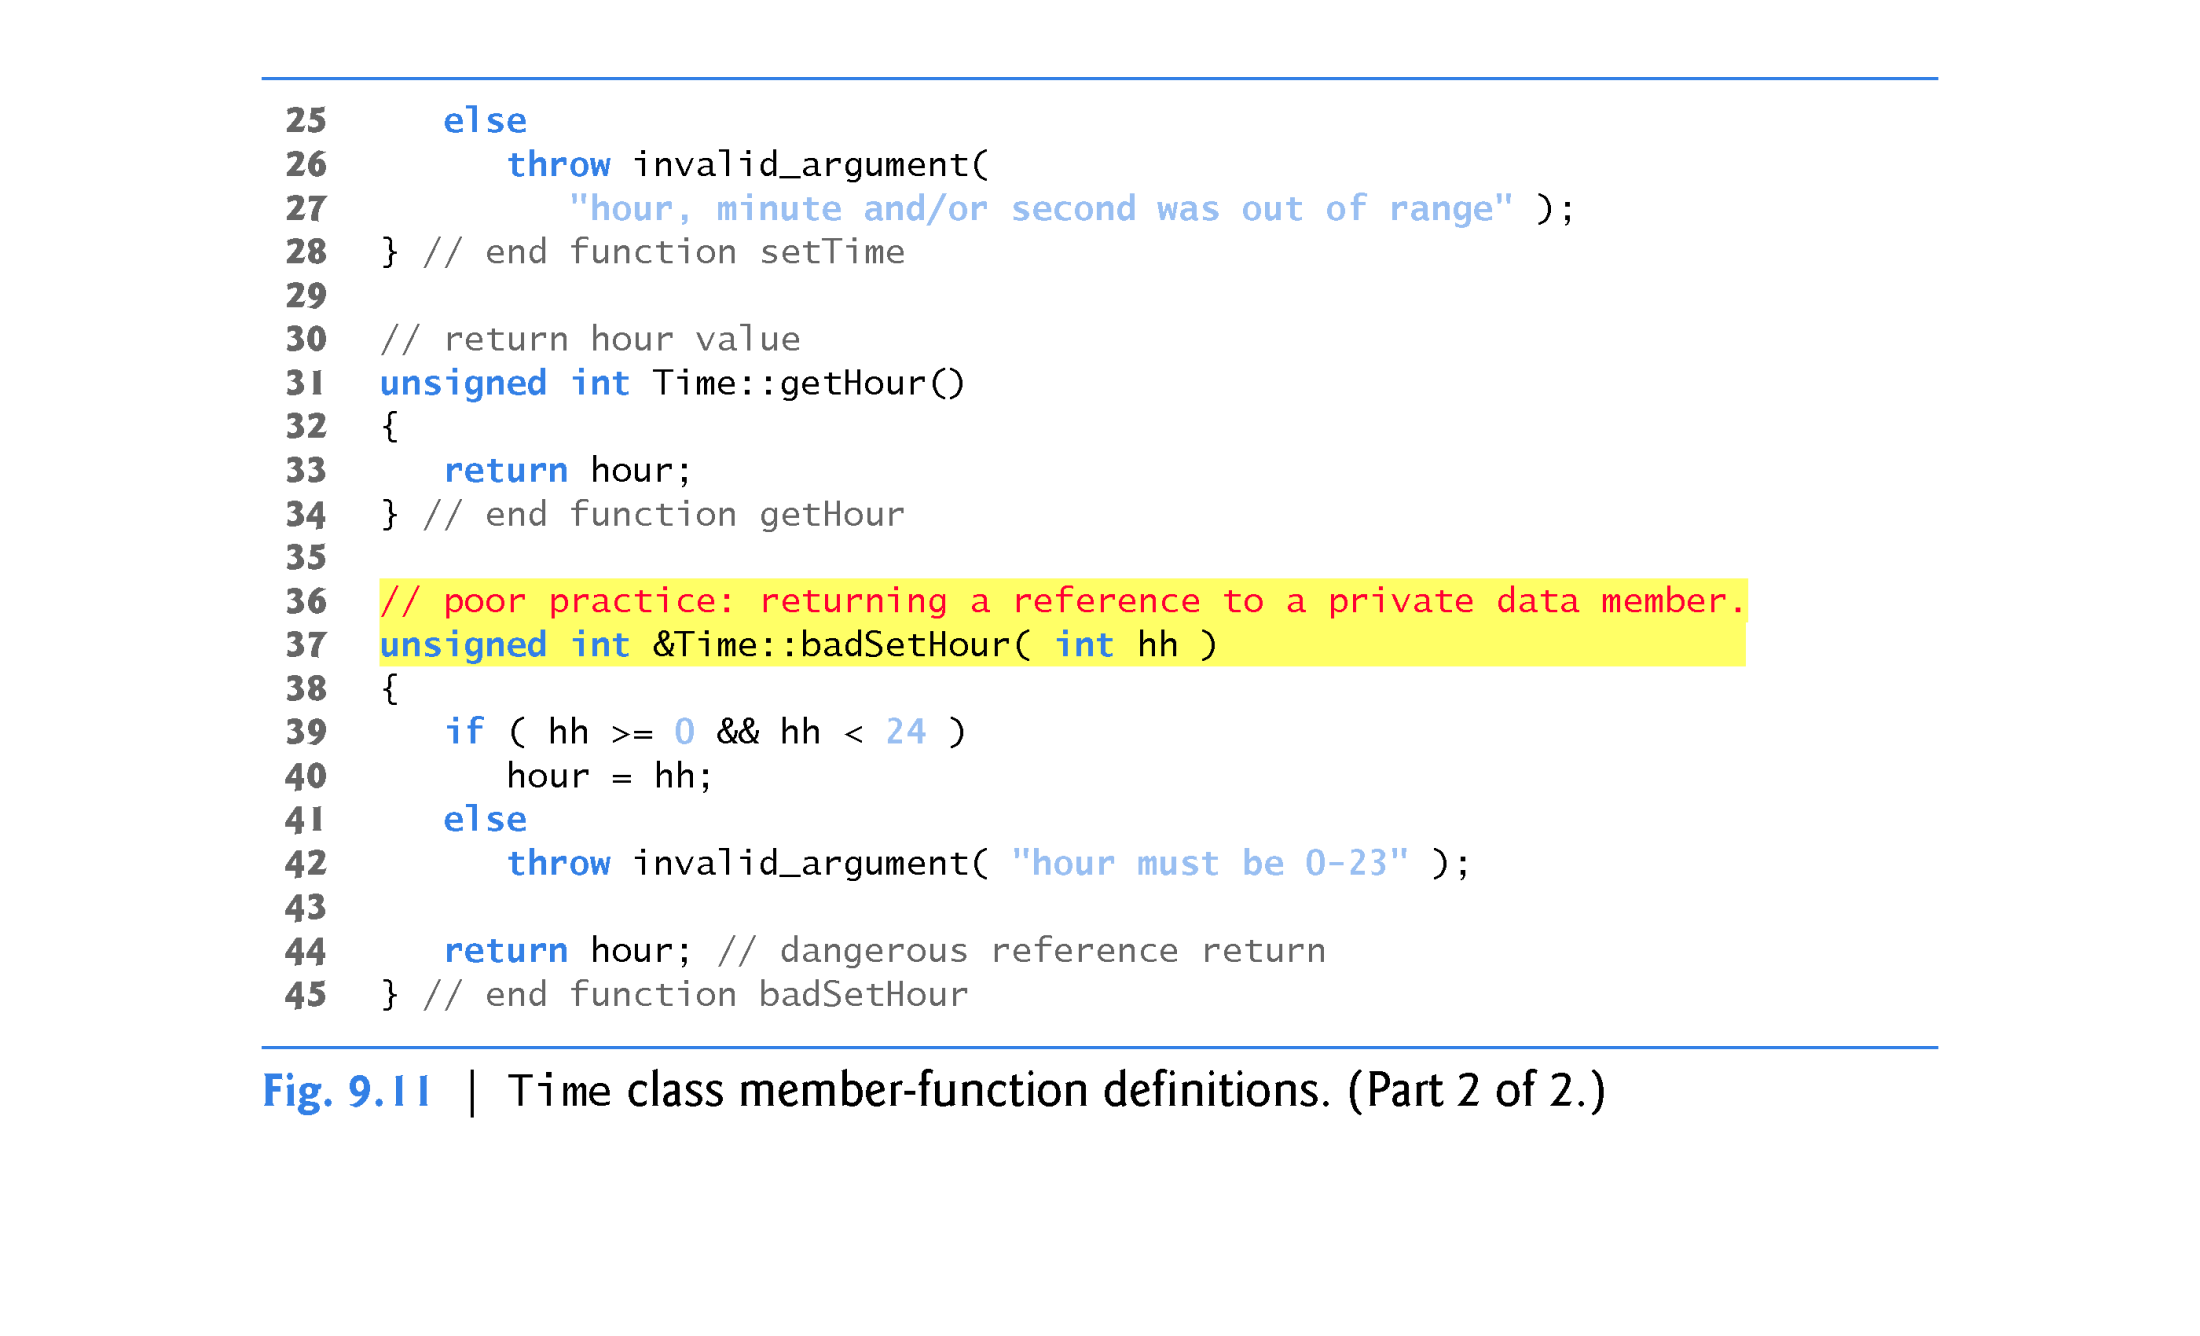 25 else
26 throw invalid_argument(
27 "hour, minute and/or second was out of range" );
28 } // end function setTime
29
30 // return hour value
31 unsigned int Time::getHour()
32 {
33 return hour;
34 } // end function getHour
35
36 // poor practice: returning a reference to a private data member.
37 unsigned int &Time::badSetHour( int hh )
38 {
39 if ( hh >= 0 && hh < 24 )
40 hour = hh;
41 else
42 throw invalid_argument( "hour must be 0-23" );
43
44 return hour; // dangerous reference return
45 } // end function badSetHour
Fig. 9.11 | Time class member-function definitions. (Part 2 of 2.)